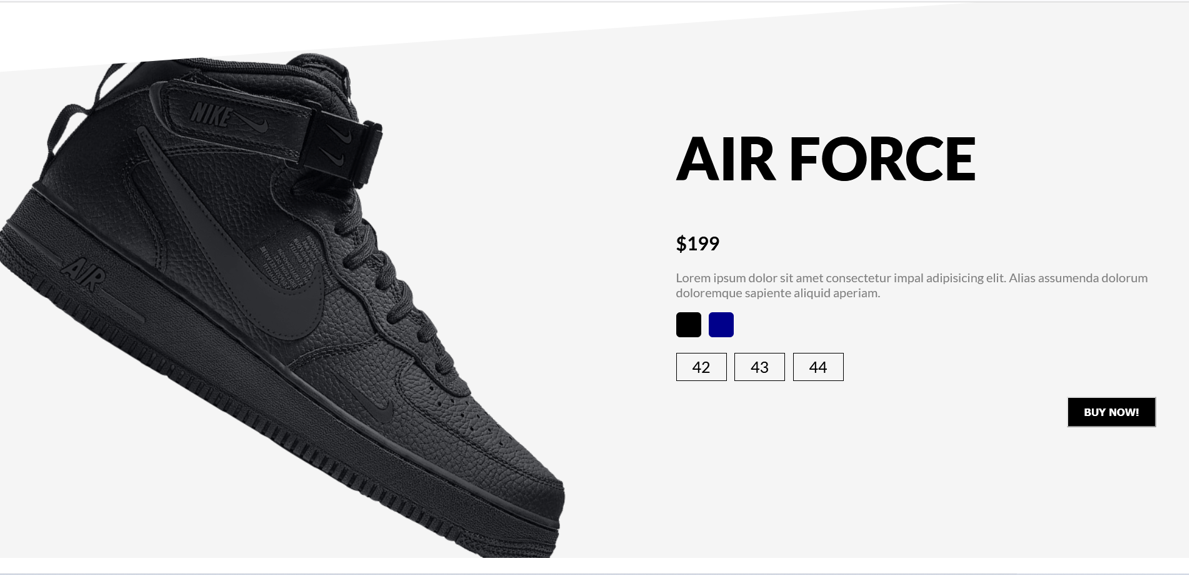 NIKE
AIR
AIR FORCE
$199
Lorem ipsum dolor sit amet consectetur impal adipisicing elit. Alias assumenda dolorum
doloremque sapiente aliquid aperiam.
42 43 44
BUY NOW!